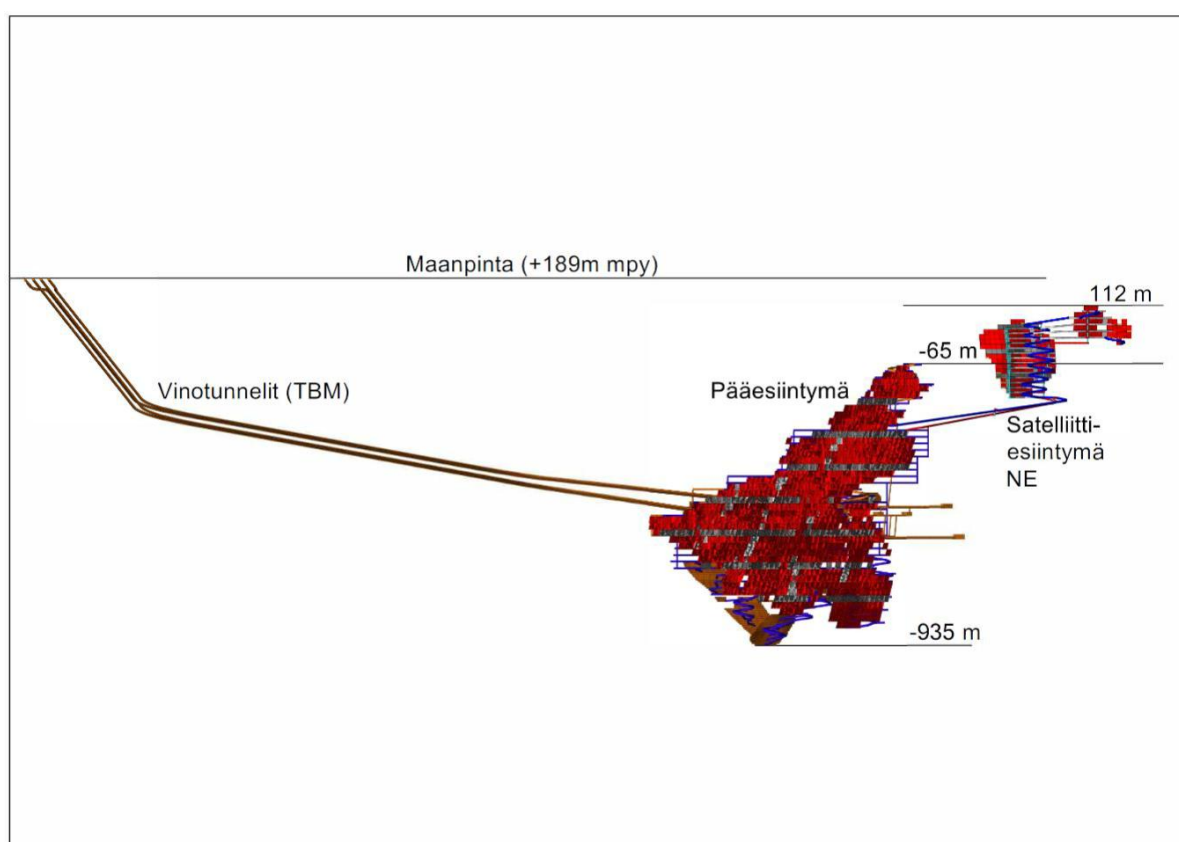 Maanpinta (+189m mpy)
112 m
-65 m
Vinotunnelit (TBM)
Pääesiintymä
Satelliitti-
esiintymä
NE
-935 m